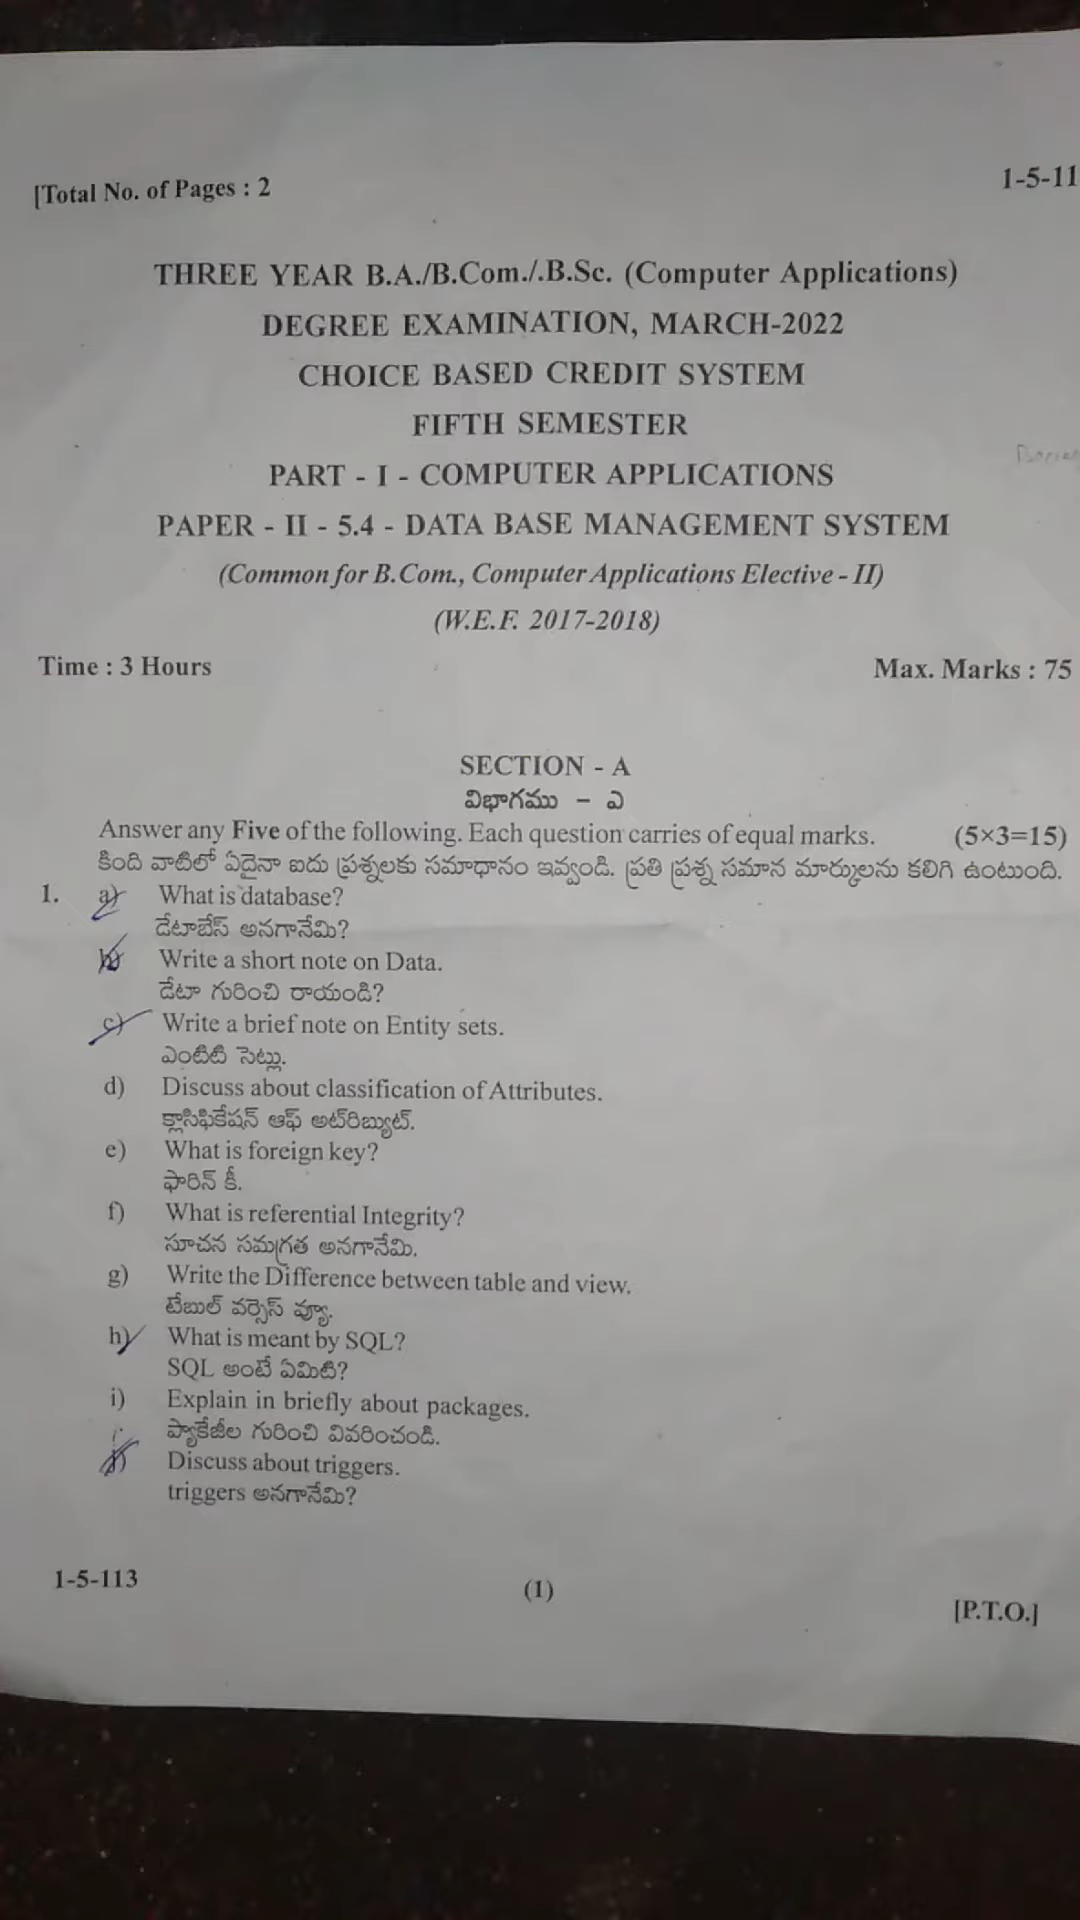 [Total No. of Pages : 2
1-5-11
THREE YEAR B.A./B.Com./.B.Sc. (Computer Applications)
DEGREE EXAMINATION, MARCH-2022
CHOICE BASED CREDIT SYSTEM
FIFTH SEMESTER
PART - I - COMPUTER APPLICATIONS
PAPER - II - 5.4 - DATA BASE MANAGEMENT SYSTEM
(Common for B.Com., Computer Applications Elective - II)
(W.E.F. 2017-2018)
Time : 3 Hours Max. Marks : 75
SECTION - A
విభాగము - ఎ
Answer any Five of the following. Each question carries of equal marks. (5×3=15)
కింది వాటిలో ఏదైనా ఐదు ప్రశ్నలకు సమాధానం ఇవ్వండి. ప్రతి ప్రశ్న సమాన మార్కులను కలిగి ఉంటుంది.
1. a) What is database?
డేటాబేస్ అనగానేమి?
b) Write a short note on Data.
డేటా గురించి రాయండి?
c) Write a brief note on Entity sets.
ఎంటిటి సెట్లు.
d) Discuss about classification of Attributes.
క్లాసిఫికేషన్ ఆఫ్ అట్రిబ్యుట్.
e) What is foreign key?
ఫారిన్ కీ.
f) What is referential Integrity?
సూచన సమగ్రత అనగానేమి.
g) Write the Difference between table and view.
టేబుల్ వర్సెస్ వ్యూ.
h) What is meant by SQL?
SQL అంటే ఏమిటి?
i) Explain in briefly about packages.
ప్యాకేజీల గురించి వివరించండి.
j) Discuss about triggers.
triggers అనగానేమి?
1-5-113
(1)
[P.T.O.]